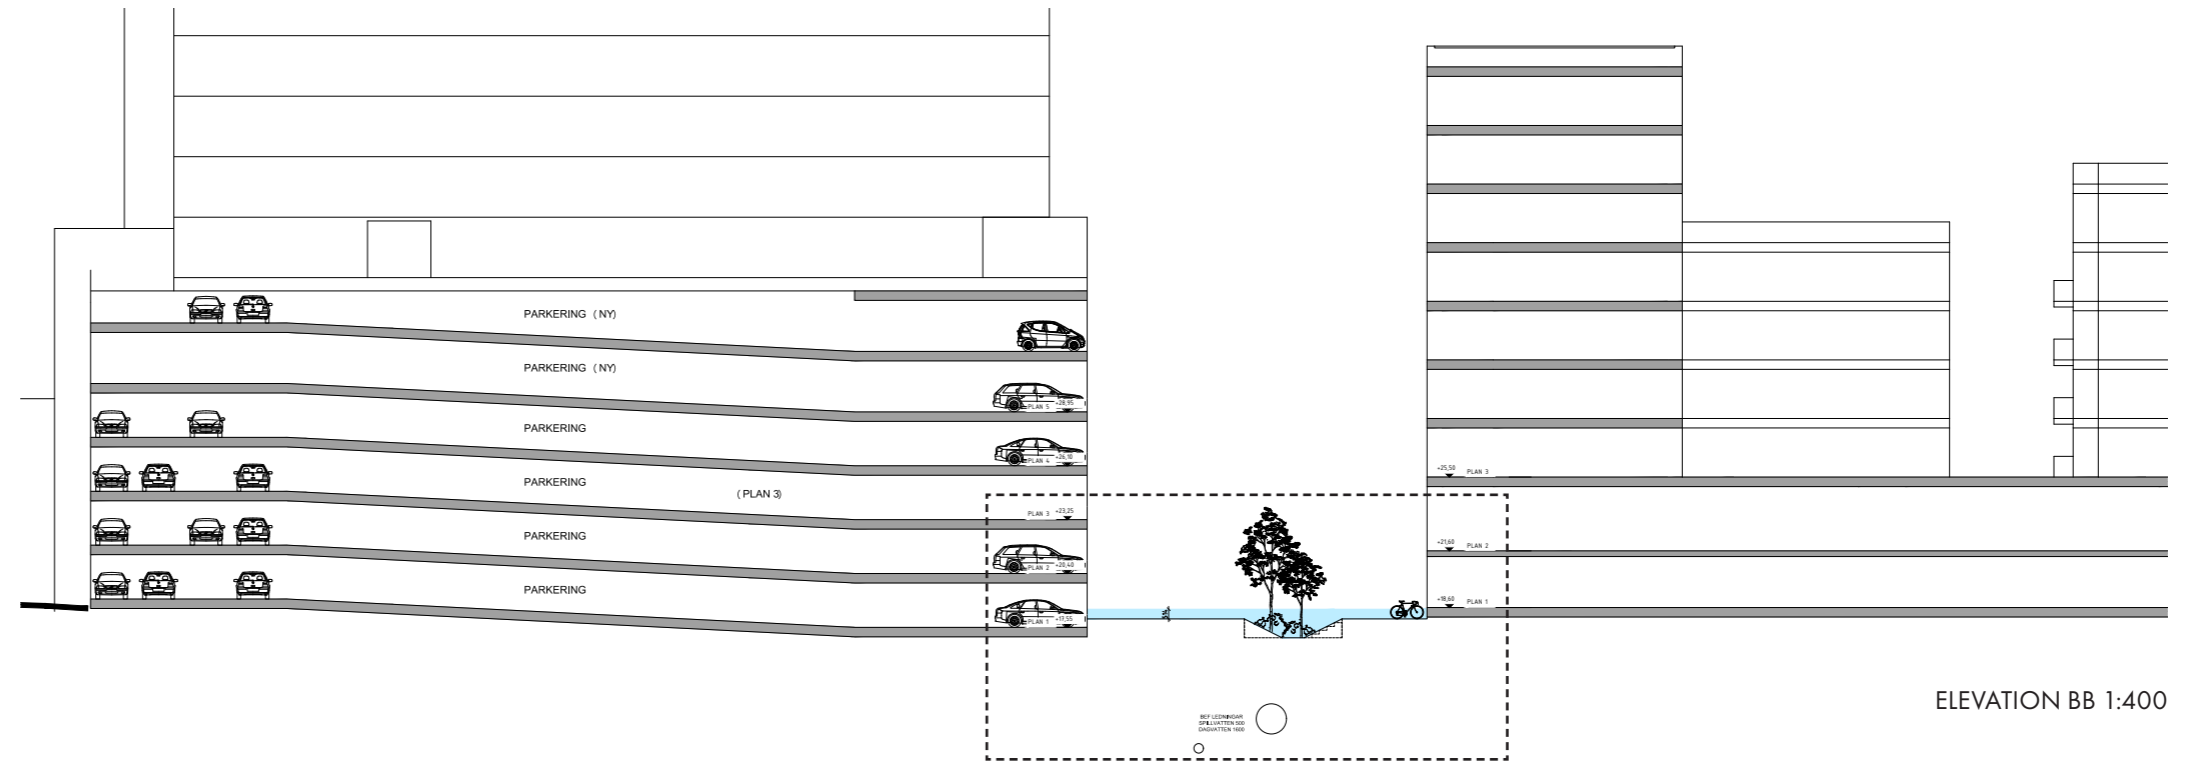 PARKERING (NY)
PARKERING (NY)
PLAN 5 +28,95
PARKERING
PLAN 4 +26,10
PARKERING
(PLAN 3)
PLAN 3 +23,25
PARKERING
PLAN 2 +20,40
PARKERING
PLAN 1 +17,55
+25,50 PLAN 3
+21,60 PLAN 2
+18,60 PLAN 1
BEF LEDNINGAR
SPILLVATTEN 500
DAGVATTEN 1600
ELEVATION BB 1:400